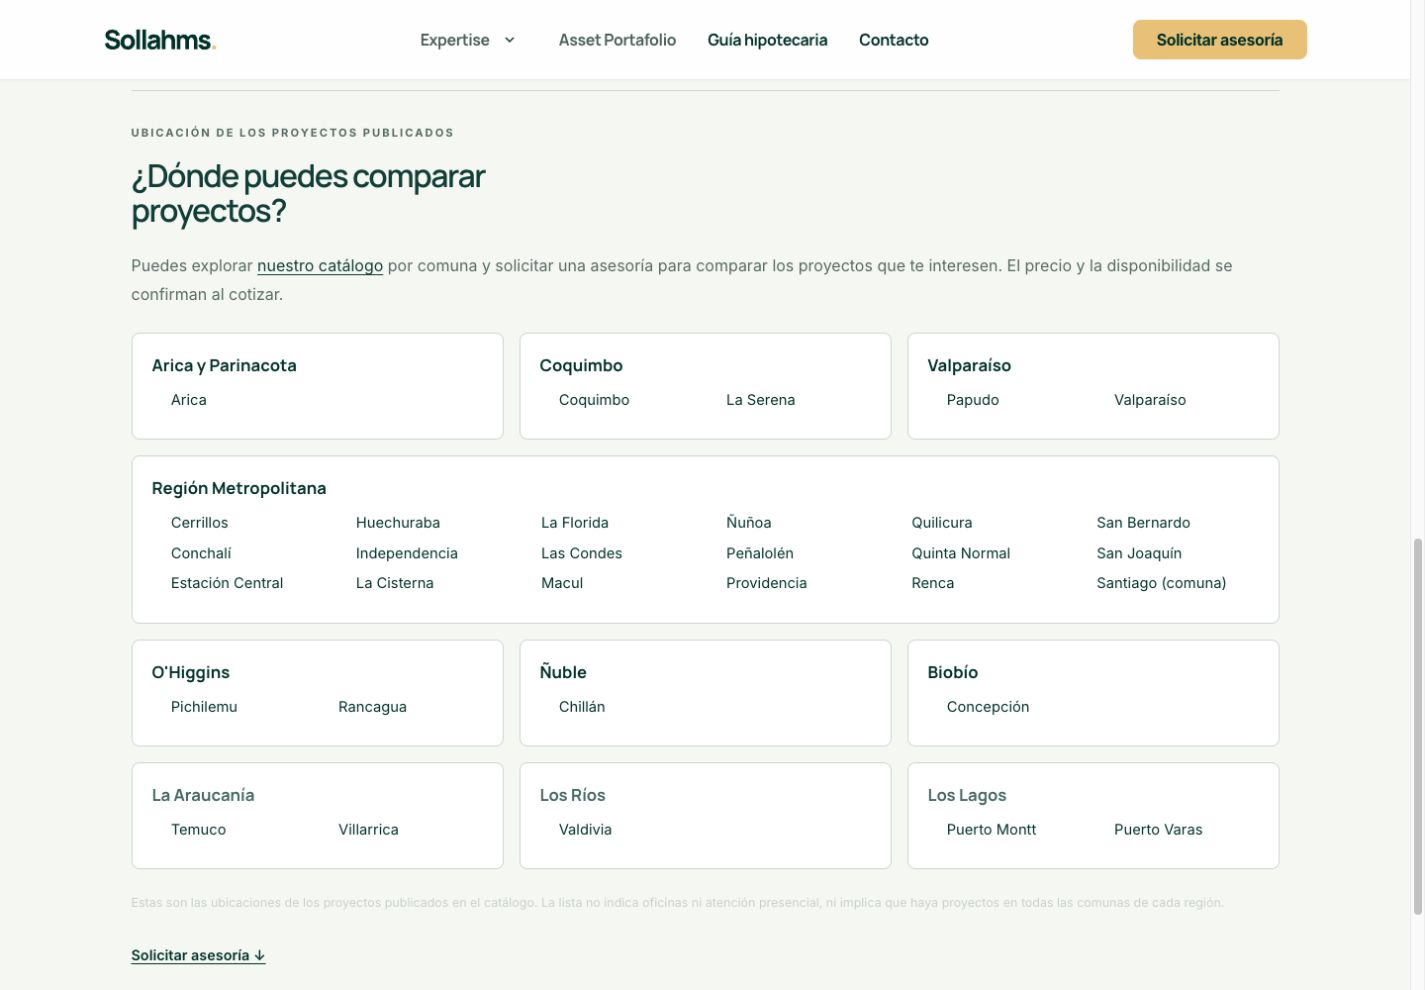 Sollahms.
Expertise
Asset Portafolio
Guía hipotecaria
Contacto
Solicitar asesoría
UBICACIÓN DE LOS PROYECTOS PUBLICADOS
¿Dónde puedes comparar
proyectos?
Puedes explorar nuestro catálogo por comuna y solicitar una asesoría para comparar los proyectos que te interesen. El precio y la disponibilidad se
confirman al cotizar.
Arica y Parinacota
Arica
Coquimbo
Coquimbo La Serena
Valparaíso
Papudo Valparaíso
Región Metropolitana
Cerrillos Huechuraba La Florida Ñuñoa Quilicura San Bernardo
Conchalí Independencia Las Condes Peñalolén Quinta Normal San Joaquín
Estación Central La Cisterna Macul Providencia Renca Santiago (comuna)
O'Higgins
Pichilemu Rancagua
Ñuble
Chillán
Biobío
Concepción
La Araucanía
Temuco Villarrica
Los Ríos
Valdivia
Los Lagos
Puerto Montt Puerto Varas
Estas son las ubicaciones de los proyectos publicados en el catálogo. La lista no indica oficinas ni atención presencial, ni implica que haya proyectos en todas las comunas de cada región.
Solicitar asesoría ↓